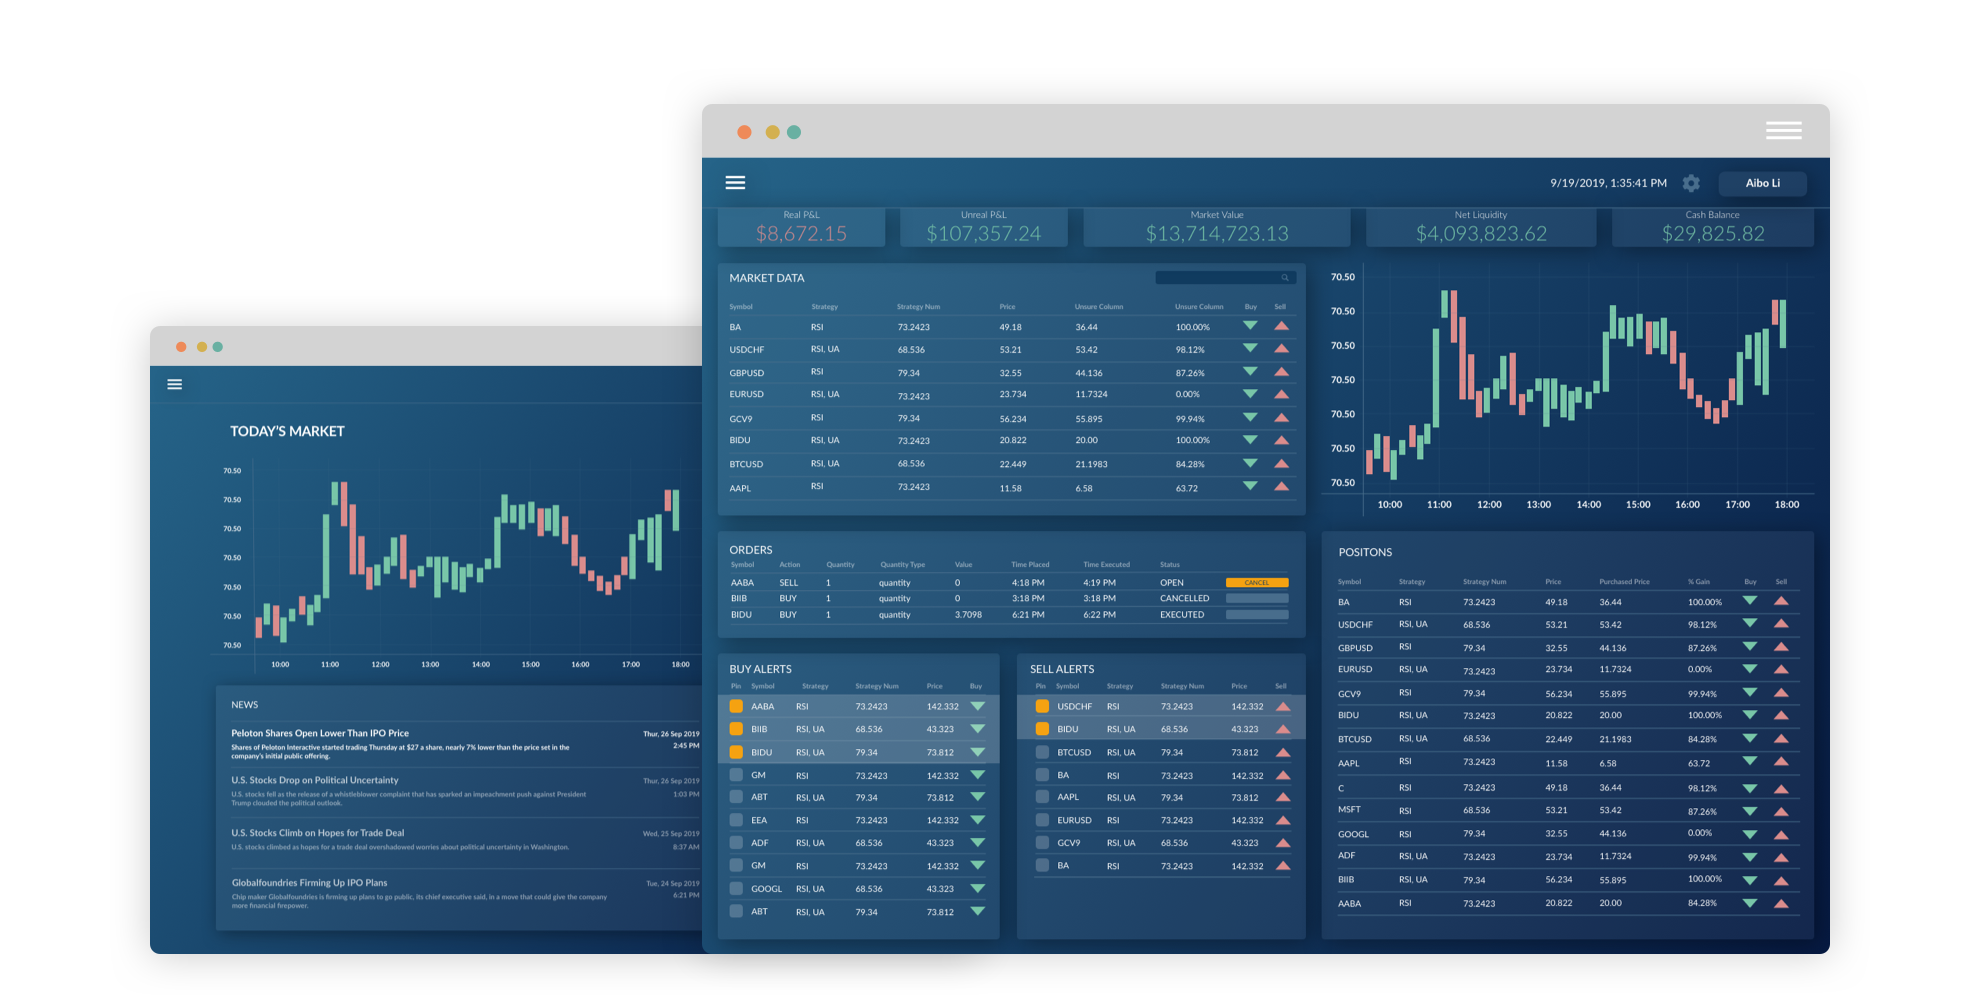 9/19/2019, 1:35:41 PM Aibo Li
Real P&L Unreal P&L Market Value Net Liquidity Cash Balance
$8,672.15 $107,357.24 $13,714,723.13 $4,093,823.62 $29,825.82
MARKET DATA
Symbol Strategy Strategy Num Price Unsure Column Unsure Column Buy Sell
BA RSI 73.2423 49.18 36.44 100.00%
USDCHF RSI, UA 68.536 53.21 53.42 98.12%
GBPUSD RSI 79.34 32.55 44.136 87.26%
EURUSD RSI, UA 73.2423 23.734 11.7324 0.00%
GCV9 RSI 79.34 56.234 55.895 99.94%
BIDU RSI, UA 73.2423 20.822 20.00 100.00%
BTCUSD RSI, UA 68.536 22.449 21.1983 84.28%
AAPL RSI 73.2423 11.58 6.58 63.72
70.50
70.50
70.50
70.50
70.50
70.50
70.50
10:00 11:00 12:00 13:00 14:00 15:00 16:00 17:00 18:00
ORDERS
Symbol Action Quantity Quantity Type Value Time Placed Time Executed Status
AABA SELL 1 quantity 0 4:18 PM 4:19 PM OPEN CANCEL
BIIB BUY 1 quantity 0 3:18 PM 3:18 PM CANCELLED
BIDU BUY 1 quantity 3.7098 6:21 PM 6:22 PM EXECUTED
BUY ALERTS
Pin Symbol Strategy Strategy Num Price Buy
AABA RSI 73.2423 142.332
BIIB RSI, UA 68.536 43.323
BIDU RSI, UA 79.34 73.812
GM RSI 73.2423 142.332
ABT RSI, UA 79.34 73.812
EEA RSI 73.2423 142.332
ADF RSI, UA 68.536 43.323
GM RSI 73.2423 142.332
GOOGL RSI, UA 68.536 43.323
ABT RSI, UA 79.34 73.812
SELL ALERTS
Pin Symbol Strategy Strategy Num Price Sell
USDCHF RSI 73.2423 142.332
BIDU RSI, UA 68.536 43.323
BTCUSD RSI, UA 79.34 73.812
BA RSI 73.2423 142.332
AAPL RSI, UA 79.34 73.812
EURUSD RSI 73.2423 142.332
GCV9 RSI, UA 68.536 43.323
BA RSI 73.2423 142.332
POSITONS
Symbol Strategy Strategy Num Price Purchased Price % Gain Buy Sell
BA RSI 73.2423 49.18 36.44 100.00%
USDCHF RSI, UA 68.536 53.21 53.42 98.12%
GBPUSD RSI 79.34 32.55 44.136 87.26%
EURUSD RSI, UA 73.2423 23.734 11.7324 0.00%
GCV9 RSI 79.34 56.234 55.895 99.94%
BIDU RSI, UA 73.2423 20.822 20.00 100.00%
BTCUSD RSI, UA 68.536 22.449 21.1983 84.28%
AAPL RSI 73.2423 11.58 6.58 63.72
C RSI 73.2423 49.18 36.44 98.12%
MSFT RSI 68.536 53.21 53.42 87.26%
GOOGL RSI 79.34 32.55 44.136 0.00%
ADF RSI, UA 73.2423 23.734 11.7324 99.94%
BIIB RSI, UA 79.34 56.234 55.895 100.00%
AABA RSI 73.2423 20.822 20.00 84.28%
TODAY'S MARKET
70.50
70.50
70.50
70.50
70.50
70.50
70.50
10:00 11:00 12:00 13:00 14:00 15:00 16:00 17:00 18:00
NEWS
Peloton Shares Open Lower Than IPO Price Thur, 26 Sep 2019
Shares of Peloton Interactive started trading Thursday at $27 a share, nearly 7% lower than the price set in the 2:45 PM
company's initial public offering.
U.S. Stocks Drop on Political Uncertainty Thur, 26 Sep 2019
U.S. stocks fell as the release of a whistleblower complaint that has sparked an impeachment push against President 1:03 PM
Trump clouded the political outlook.
U.S. Stocks Climb on Hopes for Trade Deal Wed, 25 Sep 2019
U.S. stocks climbed as hopes for a trade deal overshadowed worries about political uncertainty in Washington. 8:37 AM
Globalfoundries Firming Up IPO Plans Tue, 24 Sep 2019
Chip maker Globalfoundries is firming up plans to go public, its chief executive said, in a move that could give the company 6:21 PM
more financial firepower.